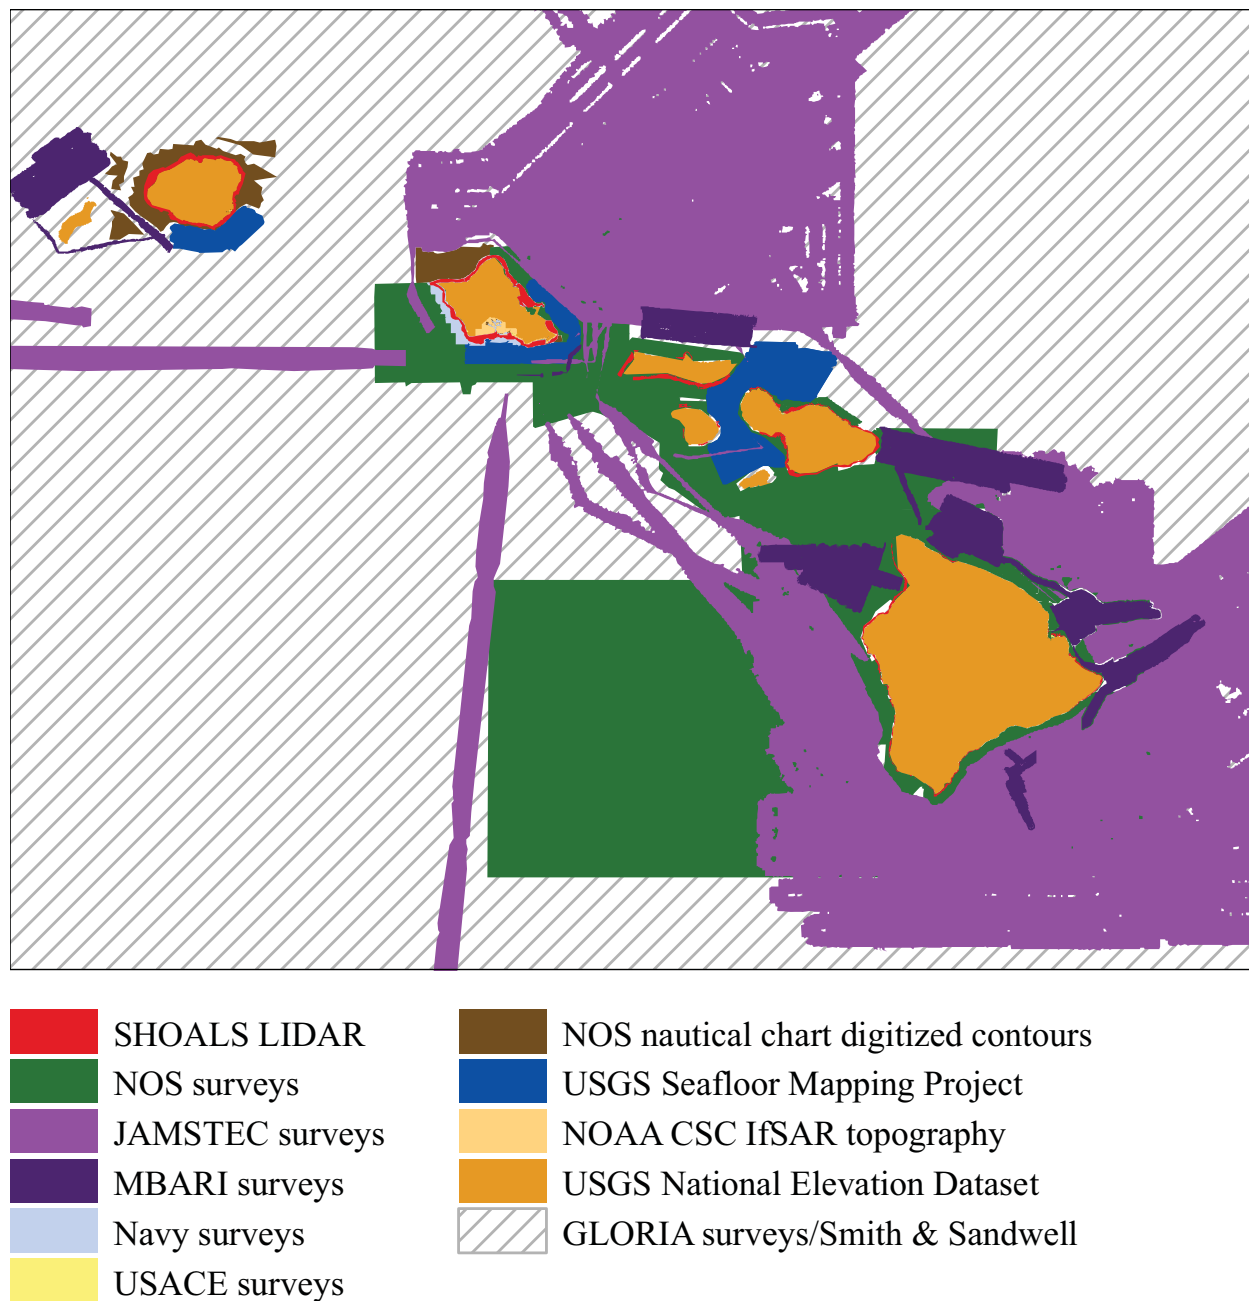 SHOALS LIDAR
NOS surveys
JAMSTEC surveys
MBARI surveys
Navy surveys
USACE surveys
NOS nautical chart digitized contours
USGS Seafloor Mapping Project
NOAA CSC IfSAR topography
USGS National Elevation Dataset
GLORIA surveys/Smith & Sandwell